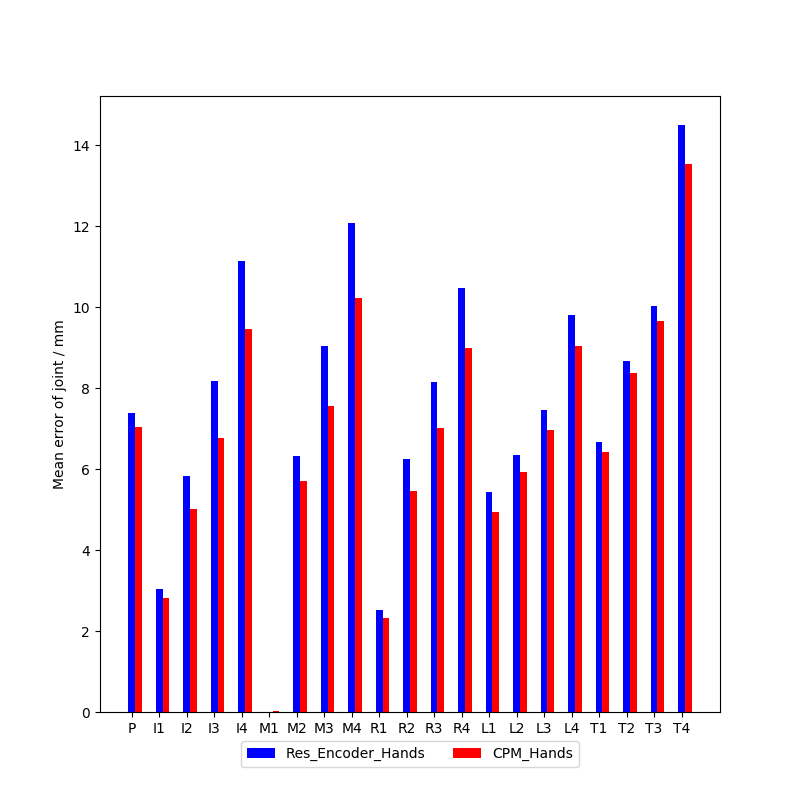 Mean error of joint / mm
14
12
10
8
6
4
2
0
P I1 I2 I3 I4 M1 M2 M3 M4 R1 R2 R3 R4 L1 L2 L3 L4 T1 T2 T3 T4
Res_Encoder_Hands CPM_Hands